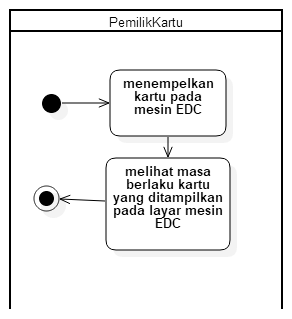 PemilikKartu
menempelkan
kartu pada
mesin EDC
melihat masa
berlaku kartu
yang ditampilkan
pada layar mesin
EDC